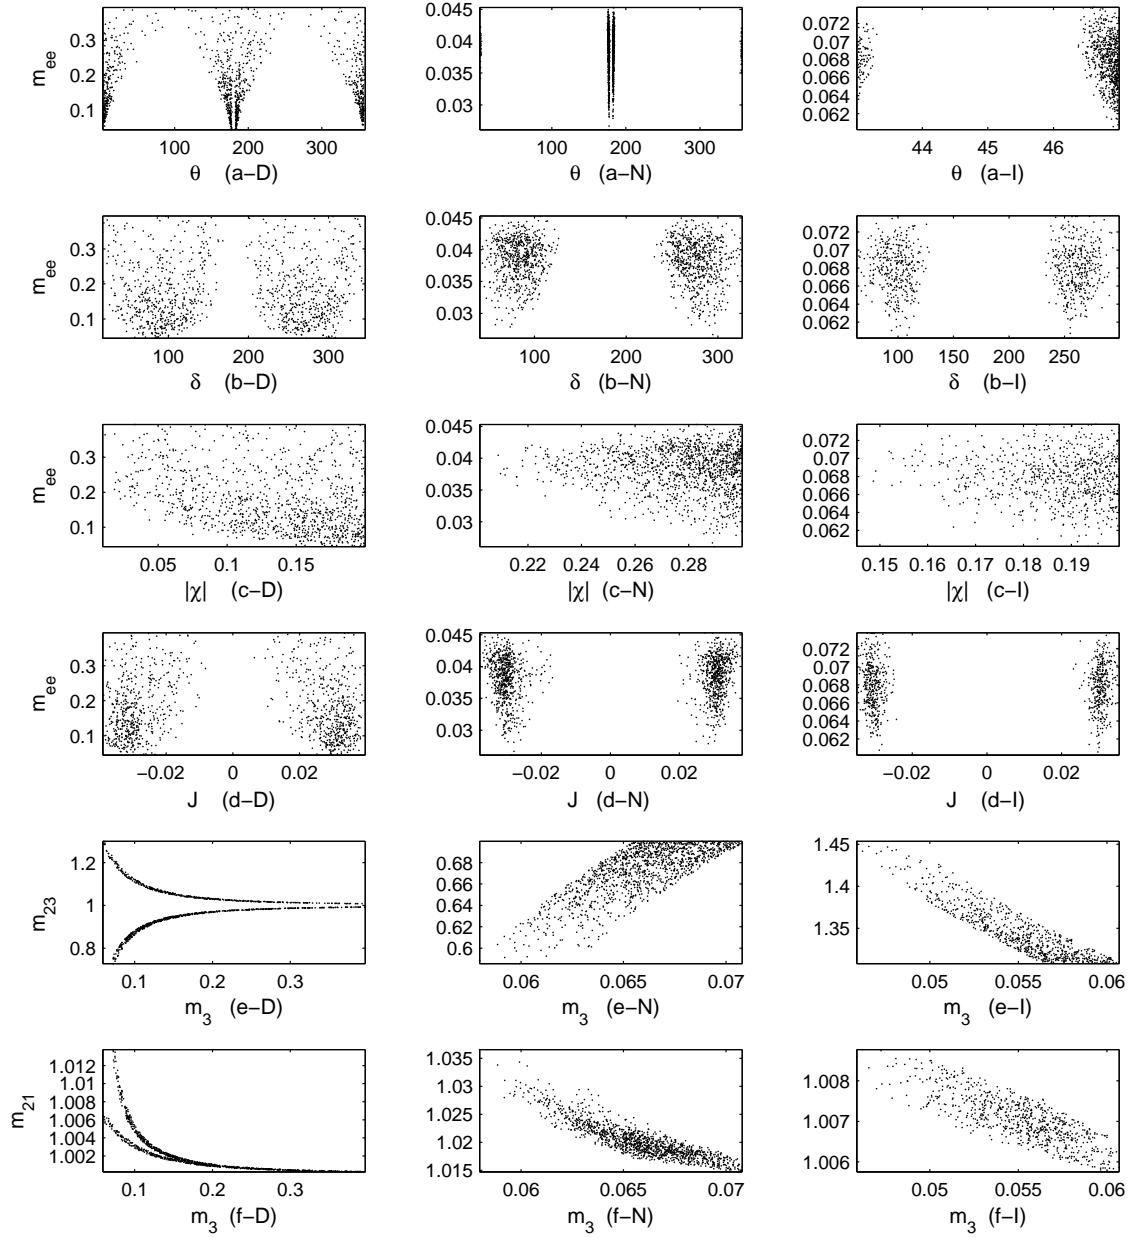 0.3
0.2
0.1
m_ee
100 200 300
θ (a−D)
0.045
0.04
0.035
0.03
100 200 300
θ (a−N)
0.072
0.07
0.068
0.066
0.064
0.062
44 45 46
θ (a−I)
0.3
0.2
0.1
m_ee
100 200 300
δ (b−D)
0.045
0.04
0.035
0.03
100 200 300
δ (b−N)
0.072
0.07
0.068
0.066
0.064
0.062
100 150 200 250
δ (b−I)
0.3
0.2
0.1
m_ee
0.05 0.1 0.15
|χ| (c−D)
0.045
0.04
0.035
0.03
0.22 0.24 0.26 0.28
|χ| (c−N)
0.072
0.07
0.068
0.066
0.064
0.062
0.15 0.16 0.17 0.18 0.19
|χ| (c−I)
0.3
0.2
0.1
m_ee
−0.02 0 0.02
J (d−D)
0.045
0.04
0.035
0.03
−0.02 0 0.02
J (d−N)
0.072
0.07
0.068
0.066
0.064
0.062
−0.02 0 0.02
J (d−I)
1.2
1
0.8
m_23
0.1 0.2 0.3
m_3 (e−D)
0.68
0.66
0.64
0.62
0.6
0.06 0.065 0.07
m_3 (e−N)
1.45
1.4
1.35
0.05 0.055 0.06
m_3 (e−I)
1.012
1.01
1.008
1.006
1.004
1.002
m_21
0.1 0.2 0.3
m_3 (f−D)
1.035
1.03
1.025
1.02
1.015
0.06 0.065 0.07
m_3 (f−N)
1.008
1.007
1.006
0.05 0.055 0.06
m_3 (f−I)